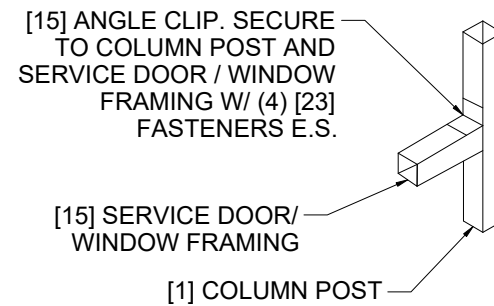 [15] ANGLE CLIP. SECURE
TO COLUMN POST AND
SERVICE DOOR / WINDOW
FRAMING W/ (4) [23]
FASTENERS E.S.
[15] SERVICE DOOR/
WINDOW FRAMING
[1] COLUMN POST